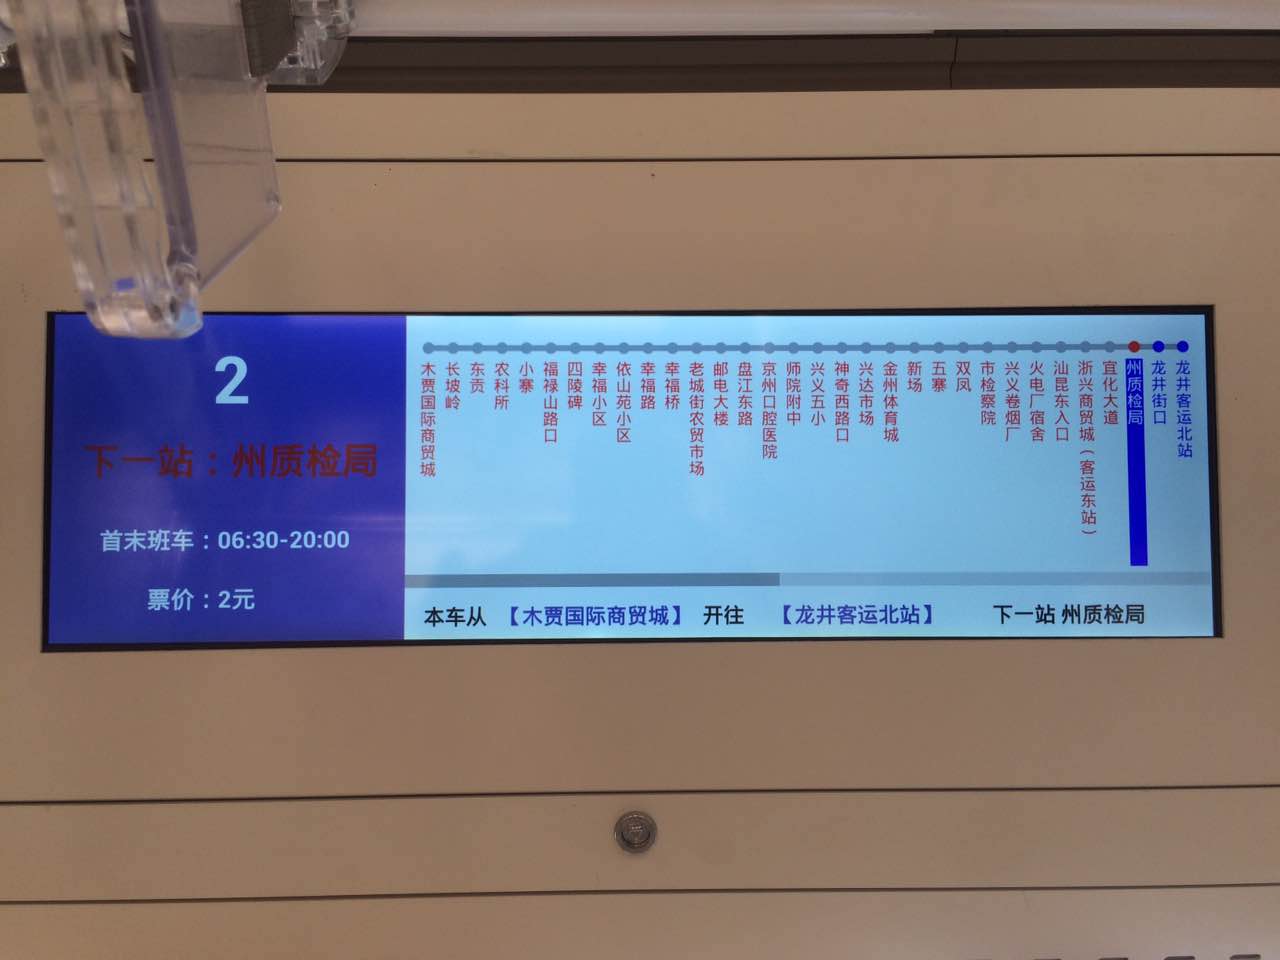 2
下一站：州质检局
首末班车：06:30-20:00
票价：2元
木贾国际商贸城
长坡岭
东贡
农科所
小寨
福禄山路口
四陵碑
幸福小区
依山苑小区
幸福路
幸福桥
老城街农贸市场
邮电大楼
盘江东路
京州口腔医院
师院附中
兴义五小
神奇西路口
兴达市场
金州体育城
新场
五寨
双凤
市检察院
兴义卷烟厂
火电厂宿舍
汕昆东入口
浙兴商贸城（客运东站）
宜化大道
州质检局
龙井街口
龙井客运北站
本车从 【木贾国际商贸城】 开往 【龙井客运北站】 下一站 州质检局